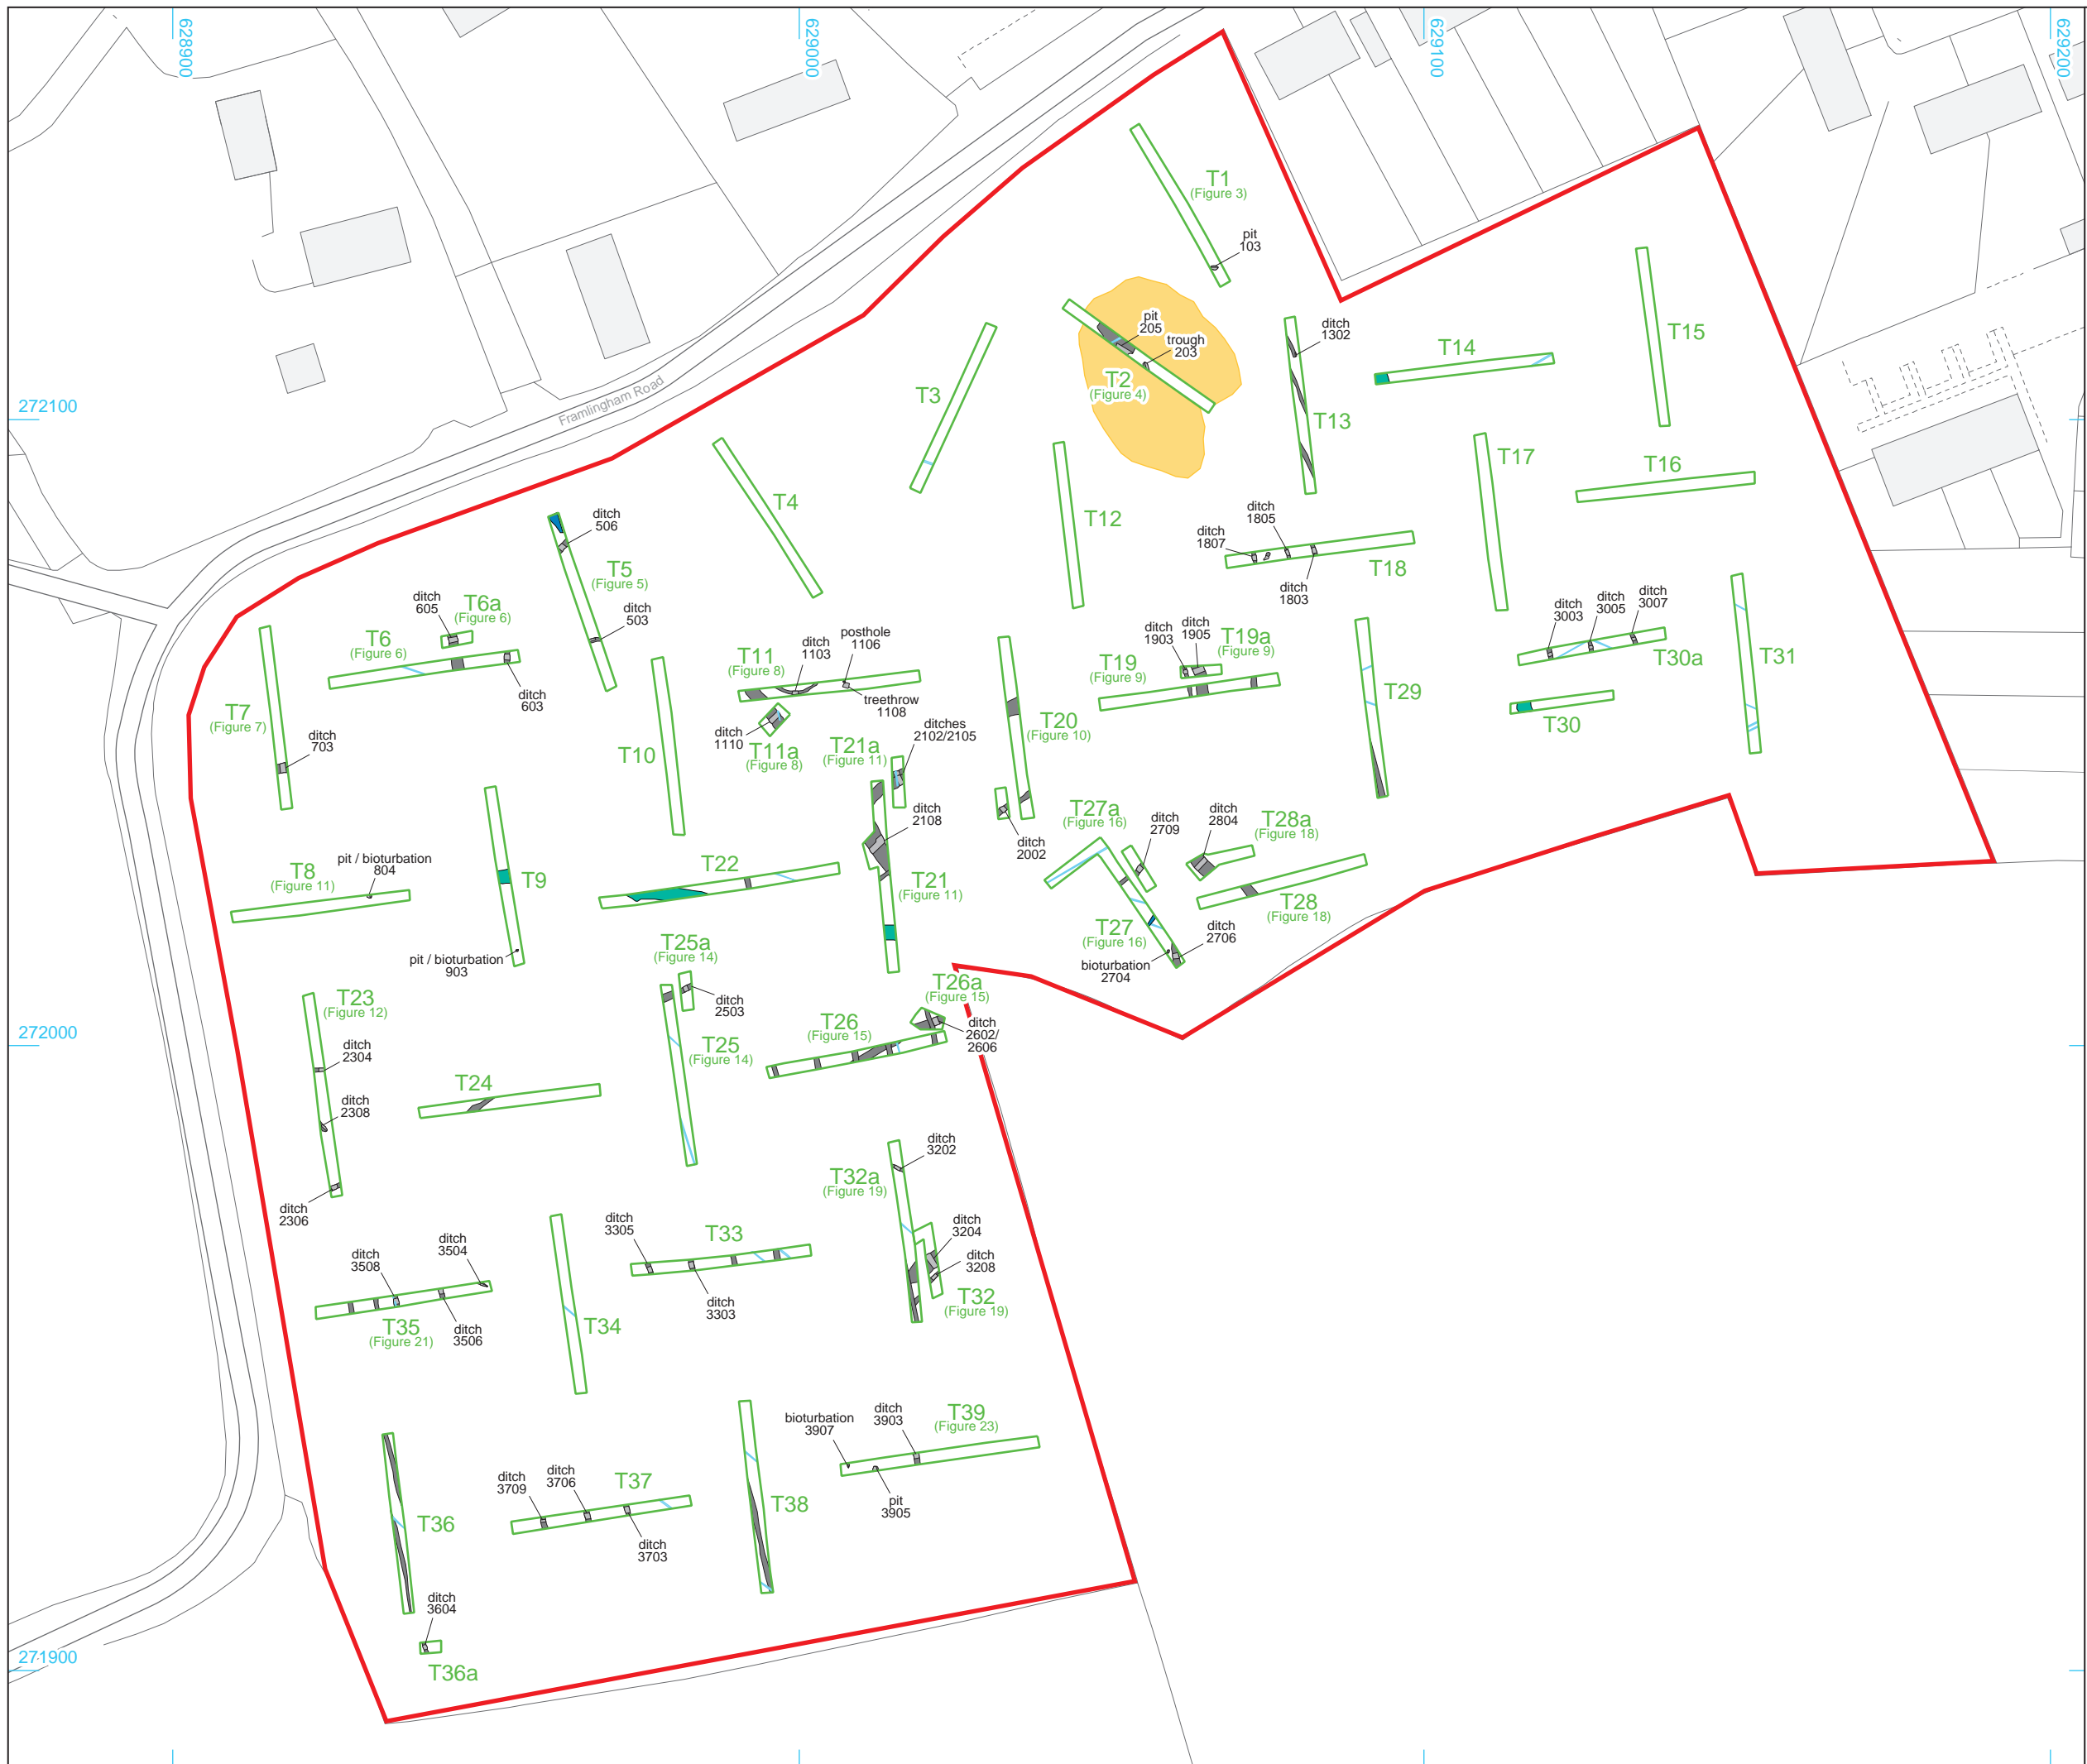 628900
629000
629100
629200
T1
(Figure 3)
pit
103
pit
205
trough
203
T2
(Figure 4)
ditch
1302
T14
T15
T3
272100
Framlingham Road
T13
T17
T16
T4
T12
ditch
506
ditch
1805
ditch
1807
T5
(Figure 5)
T18
ditch
1803
ditch
605
T6a
(Figure 6)
ditch
503
T6
(Figure 6)
ditch
603
ditch
3003
ditch
3005
ditch
3007
T30a
T31
T11
(Figure 8)
ditch
1103
posthole
1106
treethrow
1108
ditch
1903
ditch
1905
T19a
(Figure 9)
T19
(Figure 9)
T29
T7
(Figure 7)
ditch
703
T10
ditch
1110
T11a
(Figure 8)
T21a
(Figure 11)
ditches
2102/2105
T20
(Figure 10)
T30
ditch
2108
ditch
2002
T27a
(Figure 16)
ditch
2709
ditch
2804
T28a
(Figure 18)
T8
(Figure 11)
pit / bioturbation
804
T9
T22
T21
(Figure 11)
T28
(Figure 18)
T27
(Figure 16)
ditch
2706
bioturbation
2704
pit / bioturbation
903
T25a
(Figure 14)
ditch
2503
T26a
(Figure 15)
T23
(Figure 12)
272000
ditch
2304
T26
(Figure 15)
ditch
2602/
2606
T25
(Figure 14)
T24
ditch
2308
ditch
2306
ditch
3202
T32a
(Figure 19)
ditch
3305
T33
ditch
3204
ditch
3208
ditch
3504
ditch
3508
ditch
3303
T32
(Figure 19)
T35
(Figure 21)
ditch
3506
T34
bioturbation
3907
ditch
3903
T39
(Figure 23)
pit
3905
ditch
3709
ditch
3706
T37
T36
T38
ditch
3703
ditch
3604
271900
T36a